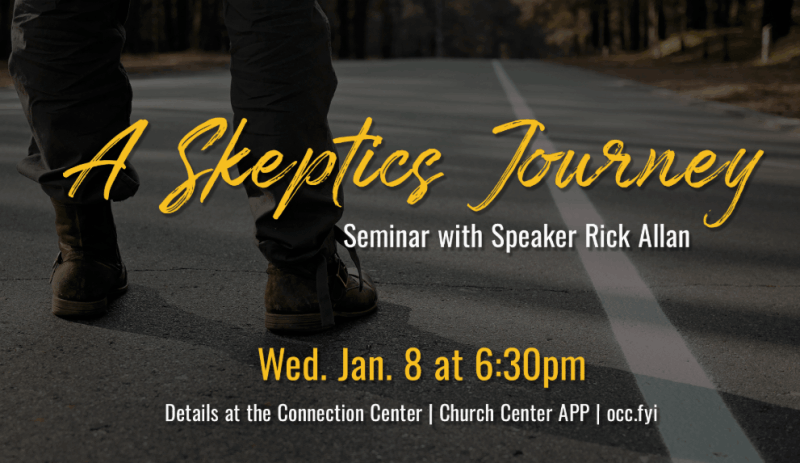 A Skeptics Journey
Seminar with Speaker Rick Allan
Wed. Jan. 8 at 6:30pm
Details at the Connection Center | Church Center APP | occ.fyi